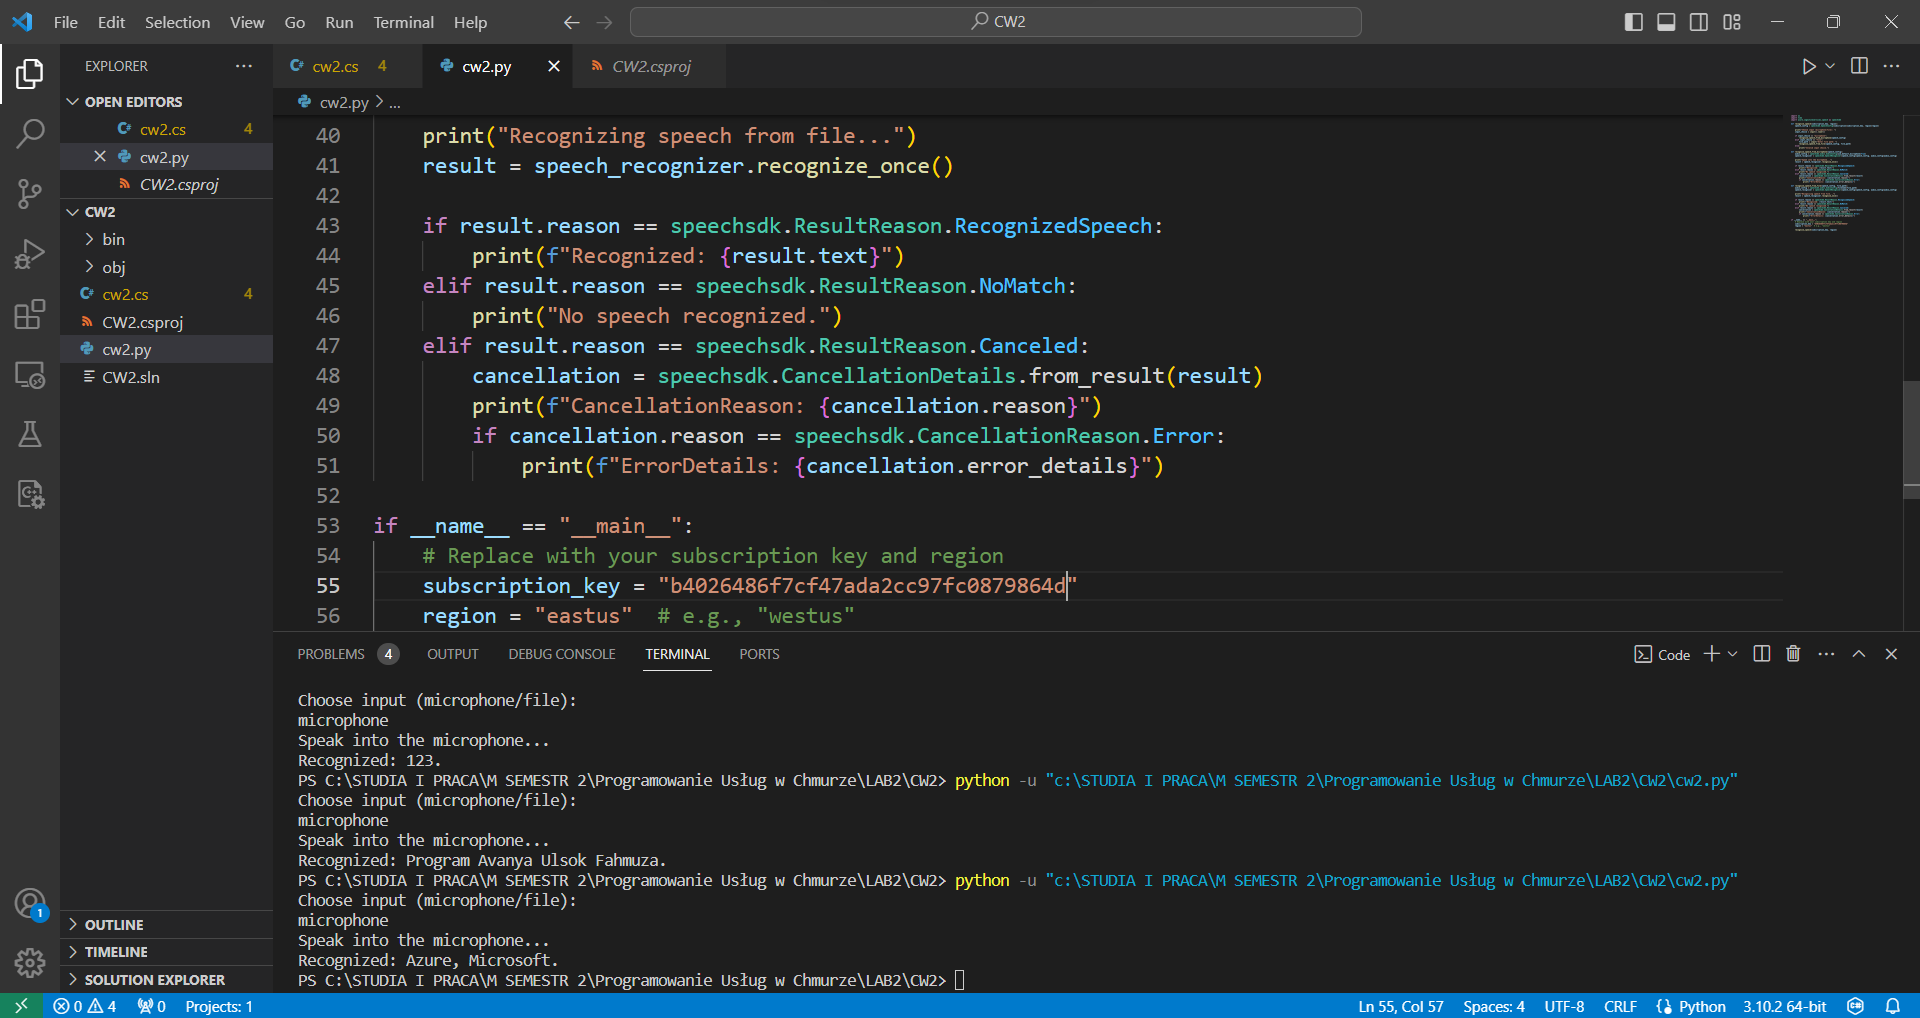 File Edit Selection View Go Run Terminal Help
CW2
EXPLORER
OPEN EDITORS
cw2.cs 4
cw2.py
CW2.csproj
CW2
bin
obj
cw2.cs 4
CW2.csproj
cw2.py
CW2.sln
OUTLINE
TIMELINE
SOLUTION EXPLORER
cw2.cs 4 cw2.py CW2.csproj
cw2.py > ...
40 print("Recognizing speech from file...")
41 result = speech_recognizer.recognize_once()
42
43 if result.reason == speechsdk.ResultReason.RecognizedSpeech:
44 print(f"Recognized: {result.text}")
45 elif result.reason == speechsdk.ResultReason.NoMatch:
46 print("No speech recognized.")
47 elif result.reason == speechsdk.ResultReason.Canceled:
48 cancellation = speechsdk.CancellationDetails.from_result(result)
49 print(f"CancellationReason: {cancellation.reason}")
50 if cancellation.reason == speechsdk.CancellationReason.Error:
51 print(f"ErrorDetails: {cancellation.error_details}")
52
53 if __name__ == "__main__":
54 # Replace with your subscription key and region
55 subscription_key = "b4026486f7cf47ada2cc97fc0879864d"
56 region = "eastus" # e.g., "westus"
PROBLEMS 4 OUTPUT DEBUG CONSOLE TERMINAL PORTS
Code
Choose input (microphone/file):
microphone
Speak into the microphone...
Recognized: 123.
PS C:\STUDIA I PRACA\M SEMESTR 2\Programowanie Usług w Chmurze\LAB2\CW2> python -u "c:\STUDIA I PRACA\M SEMESTR 2\Programowanie Usług w Chmurze\LAB2\CW2\cw2.py"
Choose input (microphone/file):
microphone
Speak into the microphone...
Recognized: Program Avanya Ulsok Fahmuza.
PS C:\STUDIA I PRACA\M SEMESTR 2\Programowanie Usług w Chmurze\LAB2\CW2> python -u "c:\STUDIA I PRACA\M SEMESTR 2\Programowanie Usług w Chmurze\LAB2\CW2\cw2.py"
Choose input (microphone/file):
microphone
Speak into the microphone...
Recognized: Azure, Microsoft.
PS C:\STUDIA I PRACA\M SEMESTR 2\Programowanie Usług w Chmurze\LAB2\CW2>
1
0 4 0 Projects: 1 Ln 55, Col 57 Spaces: 4 UTF-8 CRLF Python 3.10.2 64-bit